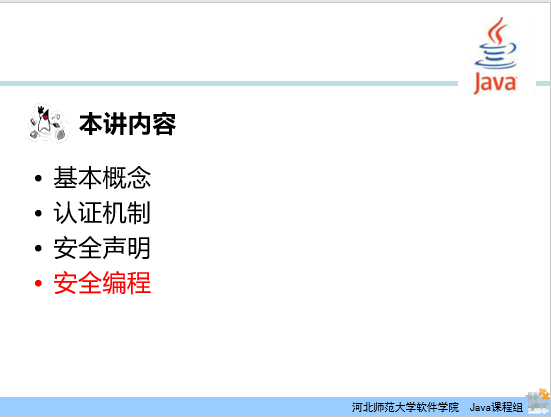 Java
本讲内容
• 基本概念
• 认证机制
• 安全声明
• 安全编程
河北师范大学软件学院 Java课程组